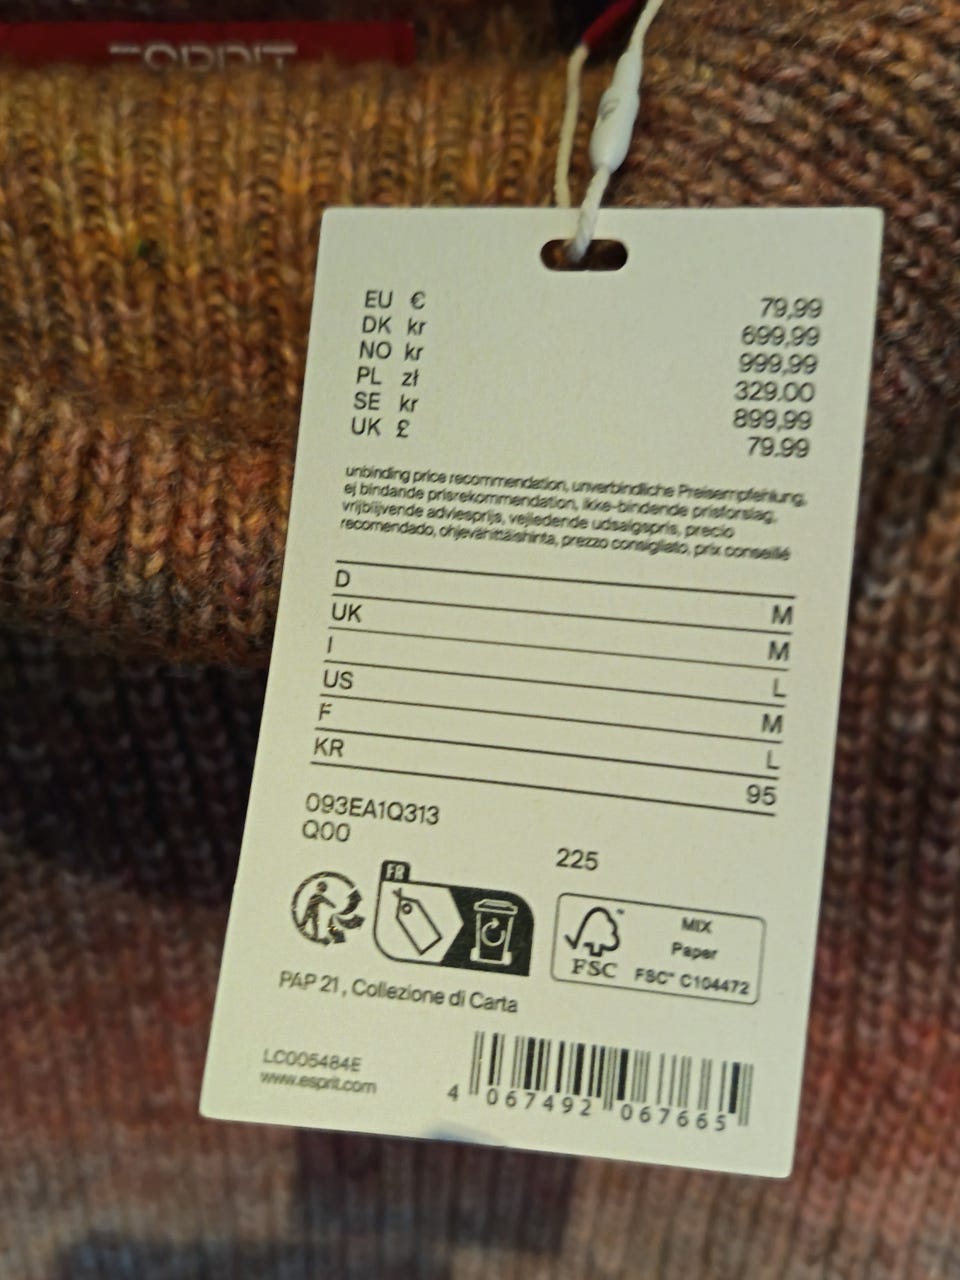 ESPRIT
EU € 79,99
DK kr 699,99
NO kr 999,99
PL zł 329.00
SE kr 899,99
UK £ 79.99
unbinding price recommendation, unverbindliche Preisempfehlung,
ej bindande prisrekommendation, ikke-bindende prisforslag,
vrijblijvende adviesprijs, vejledende udsalgspris, precio
recomendado, ohjevähittäishinta, prezzo consigliato, prix conseillé
D M
UK M
I L
US M
F L
KR 95
093EA1Q313
Q00 225
FR
FSC
MIX
Paper
FSC™ C104472
PAP 21, Collezione di Carta
LC005484E
www.esprit.com
4 067492 067665